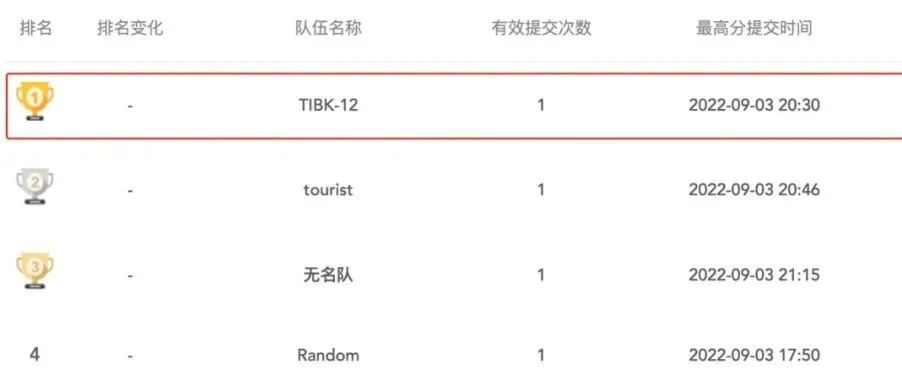 排名 排名变化 队伍名称 有效提交次数 最高分提交时间
1 - TIBK-12 1 2022-09-03 20:30
2 - tourist 1 2022-09-03 20:46
3 - 无名队 1 2022-09-03 21:15
4 - Random 1 2022-09-03 17:50